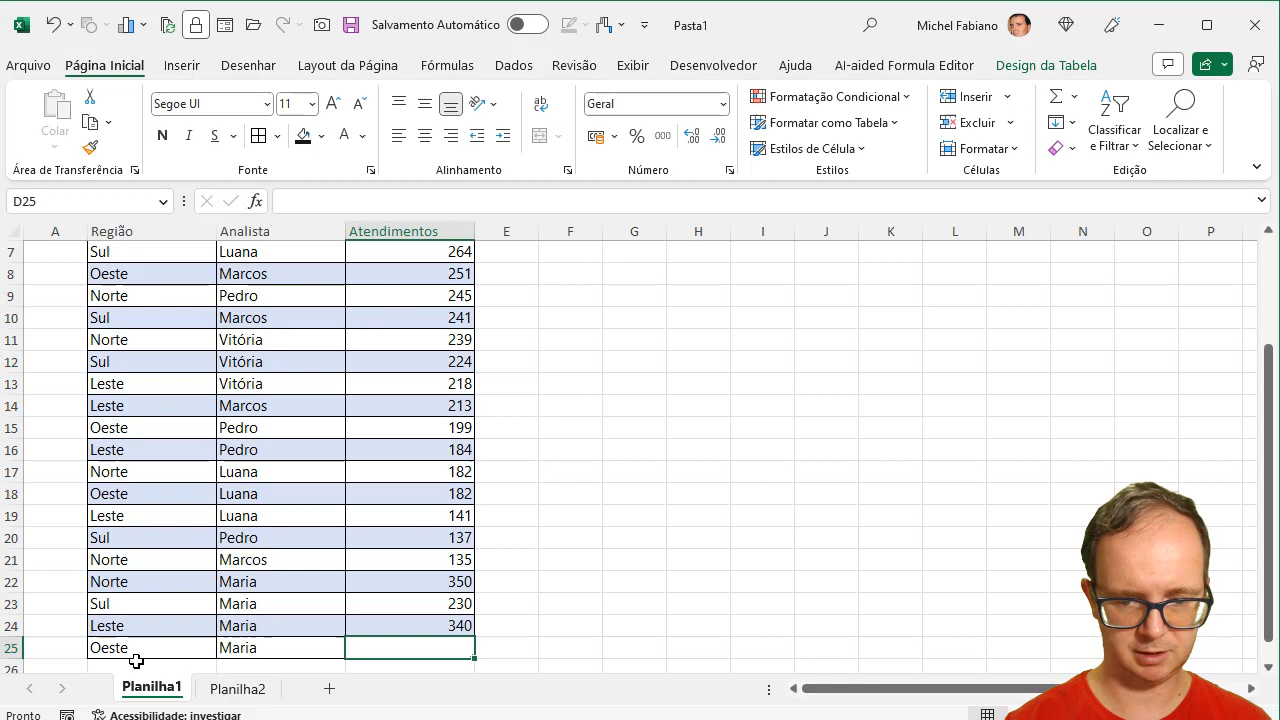 Salvamento Automático
Pasta1
Michel Fabiano
Arquivo Página Inicial Inserir Desenhar Layout da Página Fórmulas Dados Revisão Exibir Desenvolvedor Ajuda AI-aided Formula Editor Design da Tabela
Colar
Área de Transferência
Segoe UI 11
N I S
Fonte
ab
Alinhamento
Geral
% 000
Número
Formatação Condicional
Formatar como Tabela
Estilos de Célula
Estilos
Inserir
Excluir
Formatar
Células
Classificar e Filtrar
Localizar e Selecionar
Edição
D25
fx
A Região Analista Atendimentos E F G H I J K L M N O P
7 Sul Luana 264
8 Oeste Marcos 251
9 Norte Pedro 245
10 Sul Marcos 241
11 Norte Vitória 239
12 Sul Vitória 224
13 Leste Vitória 218
14 Leste Marcos 213
15 Oeste Pedro 199
16 Leste Pedro 184
17 Norte Luana 182
18 Oeste Luana 182
19 Leste Luana 141
20 Sul Pedro 137
21 Norte Marcos 135
22 Norte Maria 350
23 Sul Maria 230
24 Leste Maria 340
25 Oeste Maria
26
Planilha1 Planilha2
Pronto Acessibilidade: investigar